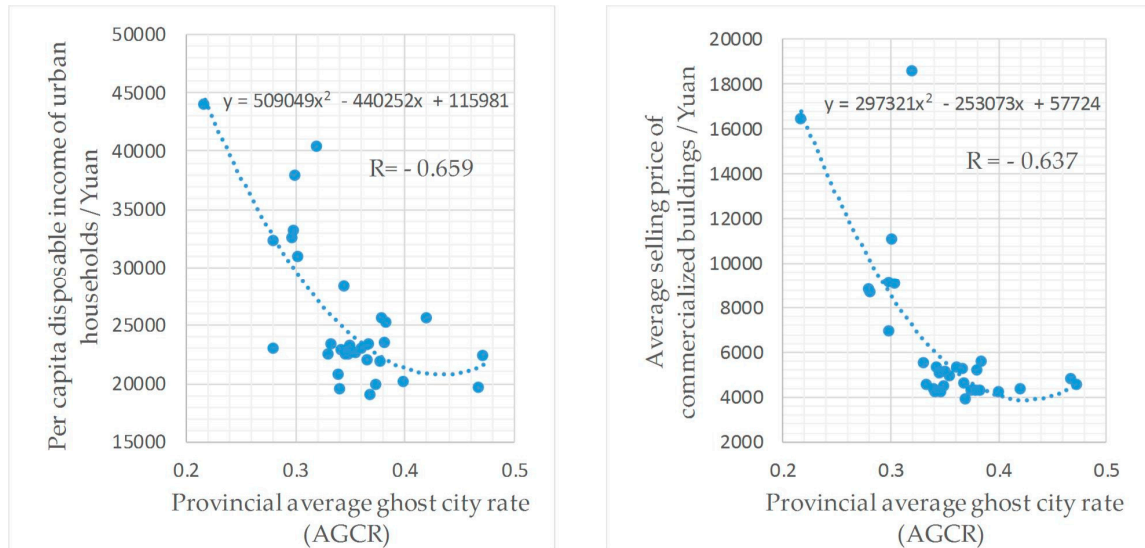 Per capita disposable income of urban
households / Yuan
50000
45000
40000
35000
30000
25000
20000
15000
y = 509049x² - 440252x + 115981
R= - 0.659
0.2 0.3 0.4 0.5
Provincial average ghost city rate
(AGCR)
Average selling price of
commercialized buildings / Yuan
20000
18000
16000
14000
12000
10000
8000
6000
4000
2000
y = 297321x² - 253073x + 57724
R = - 0.637
0.2 0.3 0.4 0.5
Provincial average ghost city rate
(AGCR)